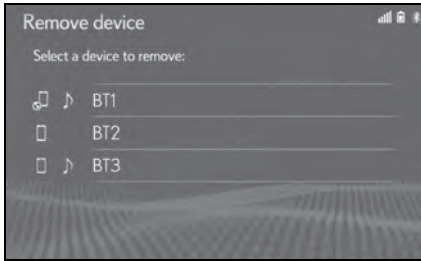 Remove device
Select a device to remove:
BT1
BT2
BT3